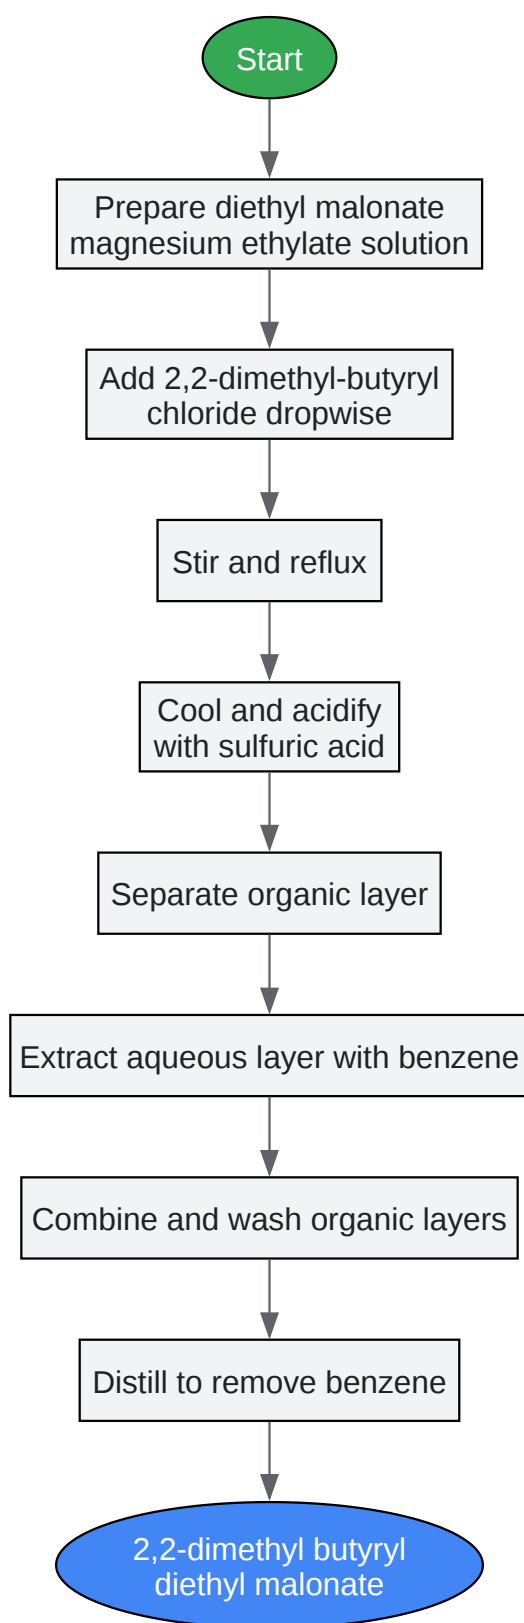 Start
Prepare diethyl malonate
magnesium ethylate solution
Add 2,2-dimethyl-butyryl
chloride dropwise
Stir and reflux
Cool and acidify
with sulfuric acid
Separate organic layer
Extract aqueous layer with benzene
Combine and wash organic layers
Distill to remove benzene
2,2-dimethyl butyryl
diethyl malonate